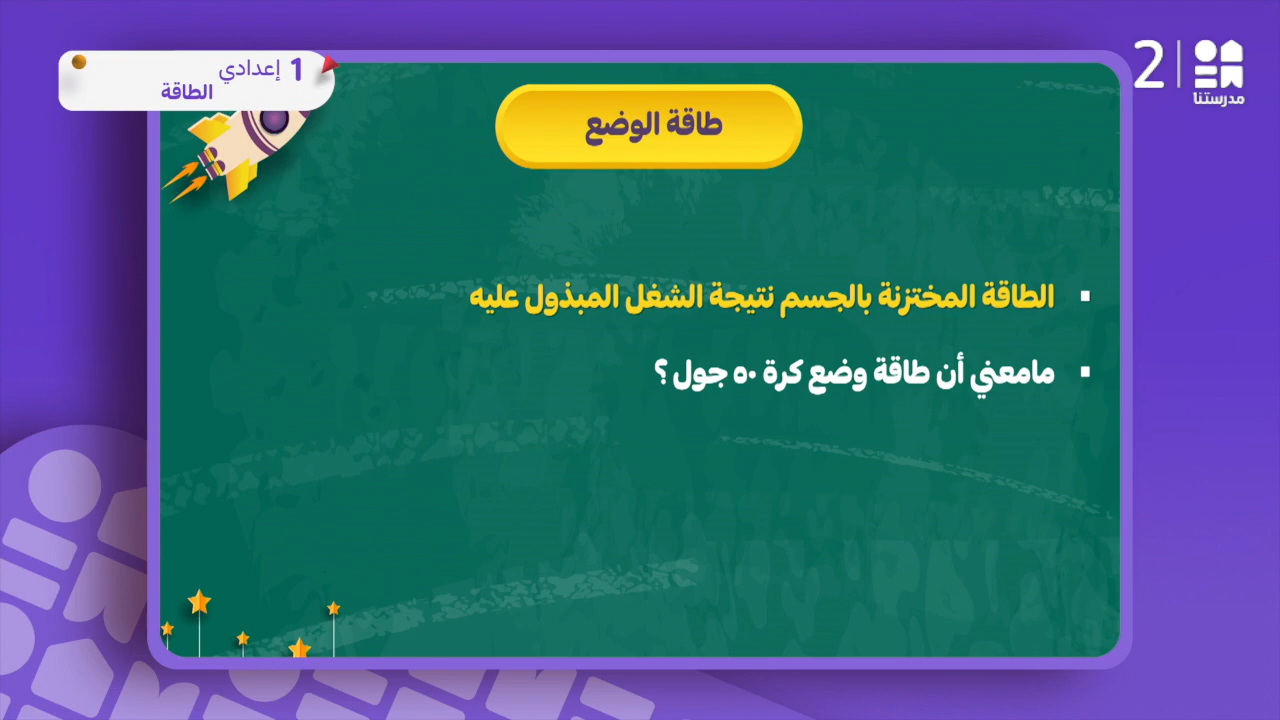 1 إعدادي
الطاقة
2
مدرستنا
طاقة الوضع
▪ الطاقة المختزنة بالجسم نتيجة الشغل المبذول عليه
▪ مامعني أن طاقة وضع كرة ٥٠ جول ؟